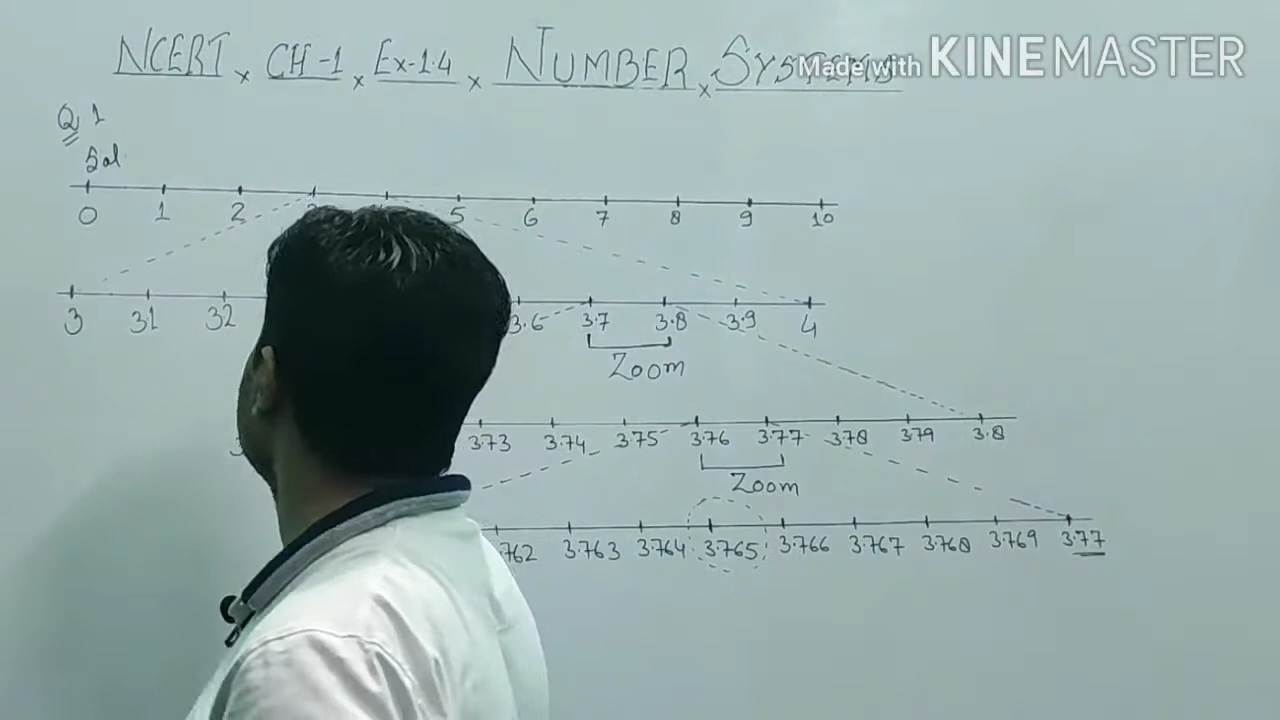 NCERT x CH-1 x Ex-1.4 x NUMBER x SYSTEMS
Made with KINEMASTER
Q 1
Sol
0 1 2 5 6 7 8 9 10
3 3.1 3.2 3.6 3.7 3.8 3.9 4
Zoom
3.73 3.74 3.75 3.76 3.77 3.78 3.79 3.8
Zoom
762 3.763 3.764 3.765 3.766 3.767 3.768 3.769 3.77